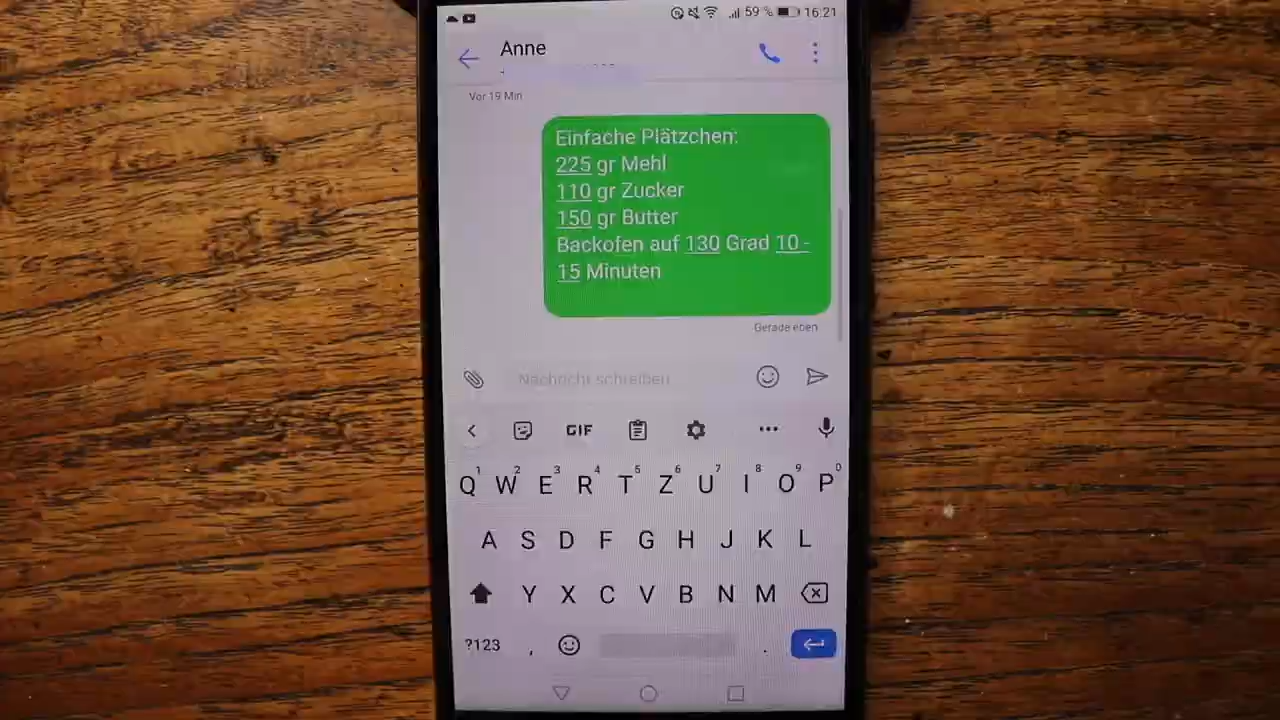 59 % 16:21
Anne
Vor 19 Min
Einfache Plätzchen:
225 gr Mehl
110 gr Zucker
150 gr Butter
Backofen auf 130 Grad 10 -
15 Minuten
Gerade eben
Nachricht schreiben
GIF
1 2 3 4 5 6 7 8 9 0
Q W E R T Z U I O P
A S D F G H J K L
Y X C V B N M
?123 , .